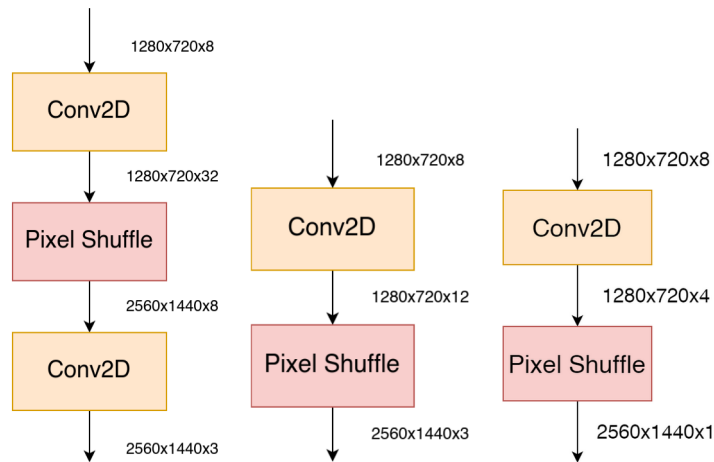 1280x720x8
Conv2D
1280x720x32
Pixel Shuffle
2560x1440x8
Conv2D
2560x1440x3
1280x720x8
Conv2D
1280x720x12
Pixel Shuffle
2560x1440x3
1280x720x8
Conv2D
1280x720x4
Pixel Shuffle
2560x1440x1